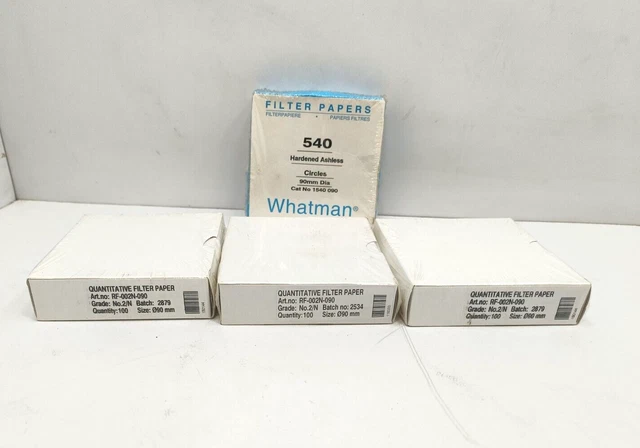 FILTER PAPERS
FILTERPAPIERE • PAPIERS FILTRES
540
Hardened Ashless
Circles
90mm Dia
Cat No 1540 090
Whatman®
QUANTITATIVE FILTER PAPER
Art.no: RF-002N-090
Grade: No.2/N Batch: 2879
Quantity:100 Size: Ø90 mm
QUANTITATIVE FILTER PAPER
Art.no: RF-002N-090
Grade: No.2/N Batch no: 2534
Quantity:100 Size: Ø90 mm
QUANTITATIVE FILTER PAPER
Art.no: RF-002N-090
Grade: No.2/N Batch: 2879
Quantity:100 Size: Ø90 mm